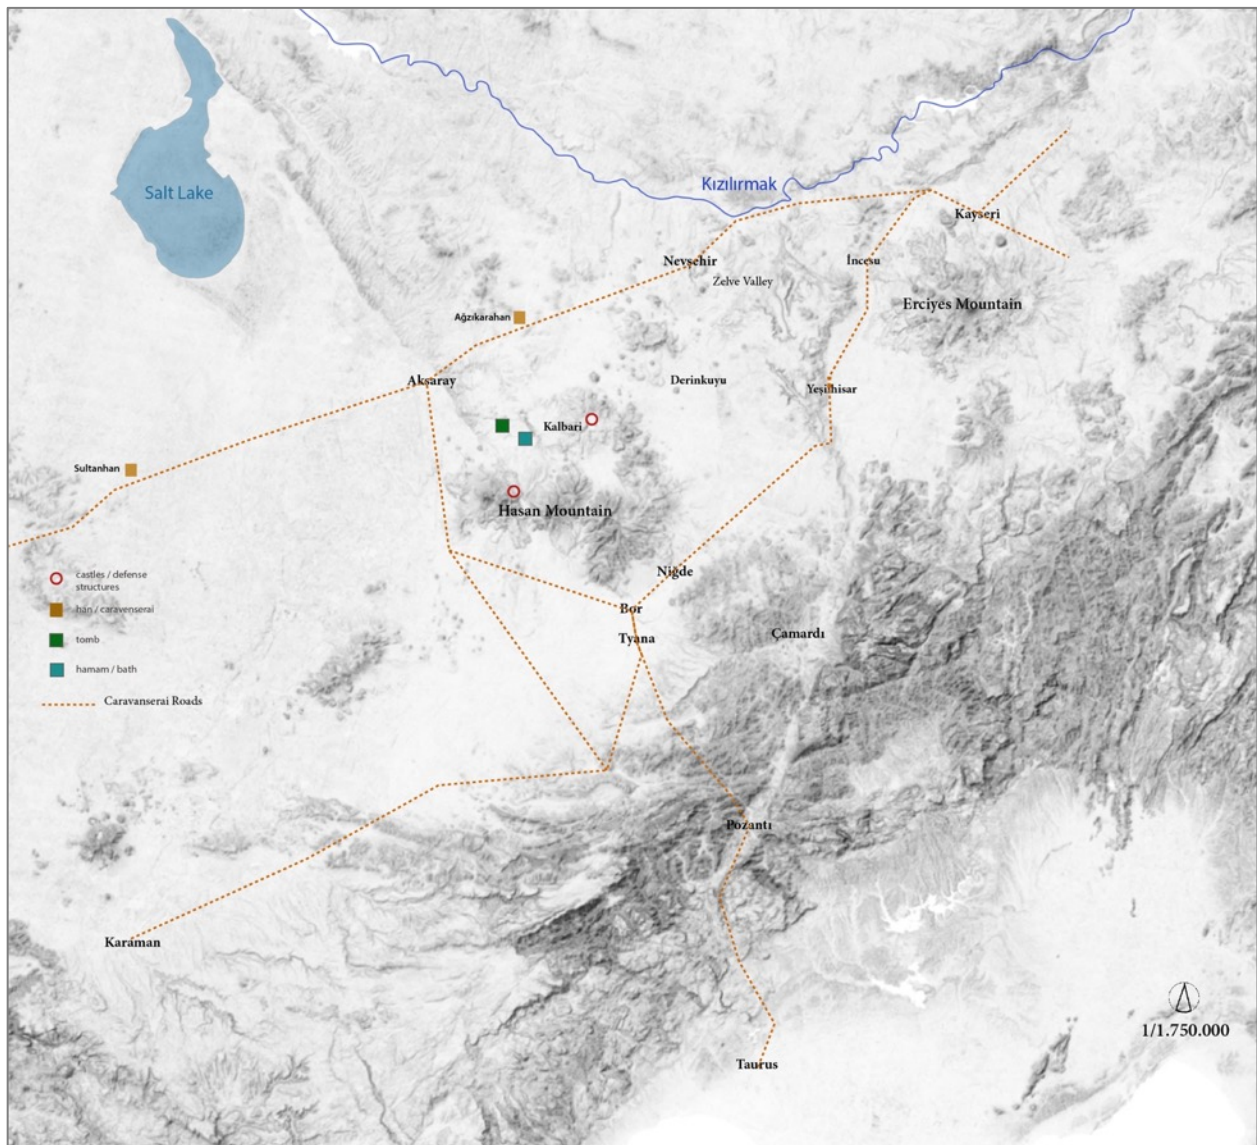 Salt Lake
Kızılırmak
Kayseri
Nevşehir
İncesu
Zelve Valley
Erciyes Mountain
Ağzıkarahan
Aksaray
Derinkuyu
Yeşilhisar
Kalbari
Sultanhan
Hasan Mountain
castles / defense
structures
han / caravenserai
tomb
hamam / bath
Caravanserai Roads
Niğde
Bor
Tyana
Çamardı
Pozantı
Karaman
1/1.750.000
Taurus